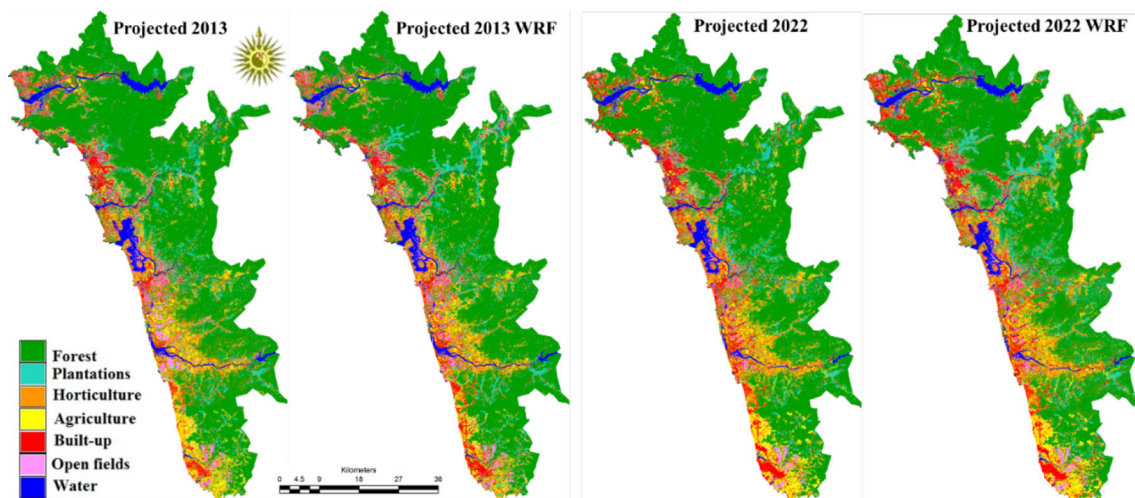 Projected 2013
Projected 2013 WRF
Projected 2022
Projected 2022 WRF
Forest
Plantations
Horticulture
Agriculture
Built-up
Open fields
Water
Kilometers
0 4.5 9 18 27 36